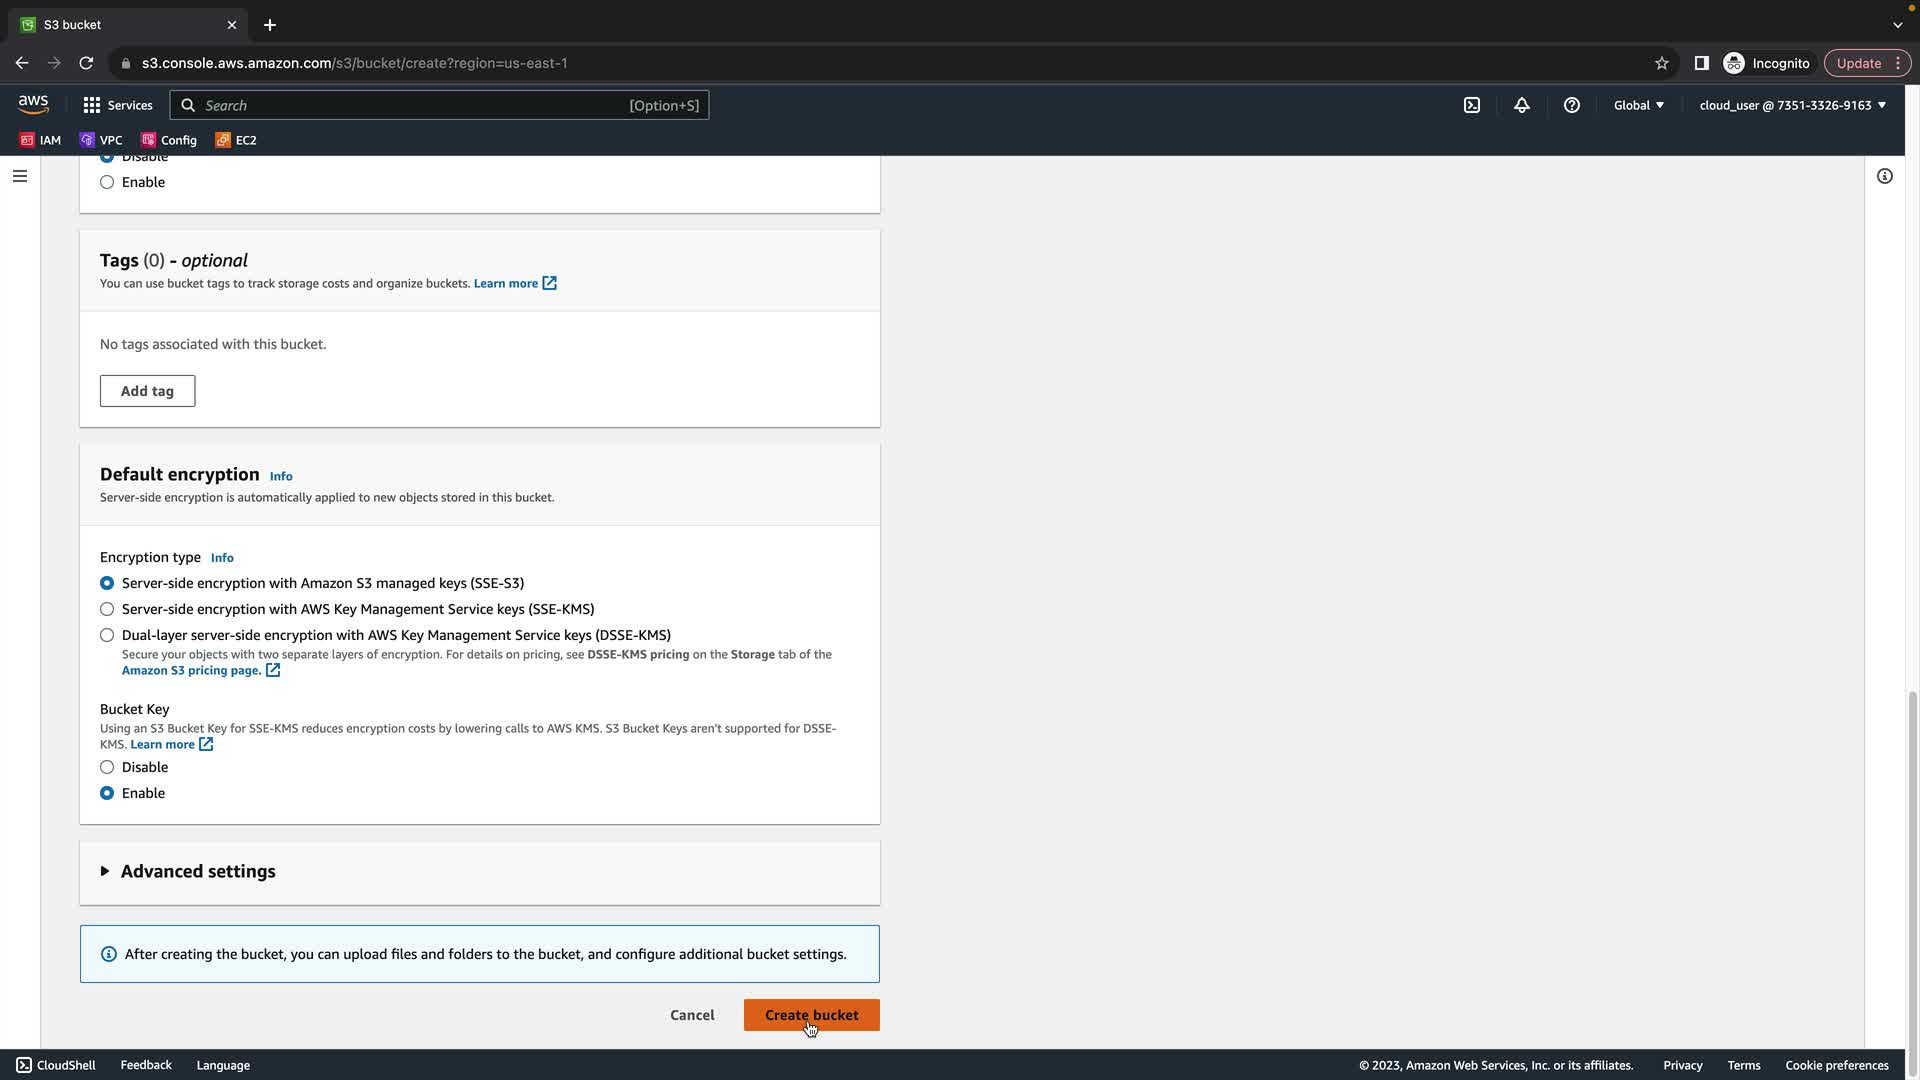 S3 bucket
s3.console.aws.amazon.com/s3/bucket/create?region=us-east-1
Incognito
Update
aws
Services
Search
[Option+S]
Global
cloud_user @ 7351-3326-9163
IAM
VPC
Config
EC2
Disable
Enable
Tags (0) - optional
You can use bucket tags to track storage costs and organize buckets. Learn more
No tags associated with this bucket.
Add tag
Default encryption Info
Server-side encryption is automatically applied to new objects stored in this bucket.
Encryption type Info
Server-side encryption with Amazon S3 managed keys (SSE-S3)
Server-side encryption with AWS Key Management Service keys (SSE-KMS)
Dual-layer server-side encryption with AWS Key Management Service keys (DSSE-KMS)
Secure your objects with two separate layers of encryption. For details on pricing, see DSSE-KMS pricing on the Storage tab of the
Amazon S3 pricing page.
Bucket Key
Using an S3 Bucket Key for SSE-KMS reduces encryption costs by lowering calls to AWS KMS. S3 Bucket Keys aren't supported for DSSE-
KMS. Learn more
Disable
Enable
Advanced settings
After creating the bucket, you can upload files and folders to the bucket, and configure additional bucket settings.
Cancel
Create bucket
CloudShell
Feedback
Language
© 2023, Amazon Web Services, Inc. or its affiliates.
Privacy
Terms
Cookie preferences